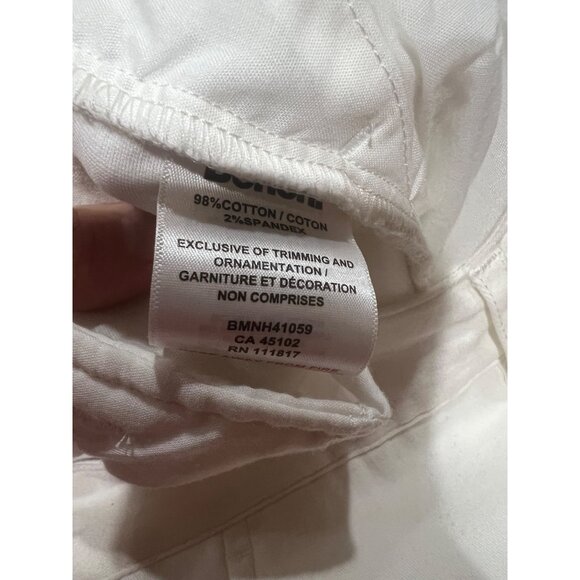 Bench.
98%COTTON / COTON
2%SPANDEX
EXCLUSIVE OF TRIMMING AND
ORNAMENTATION /
GARNITURE ET DÉCORATION
NON COMPRISES
BMNH41059
CA 45102
RN 111817